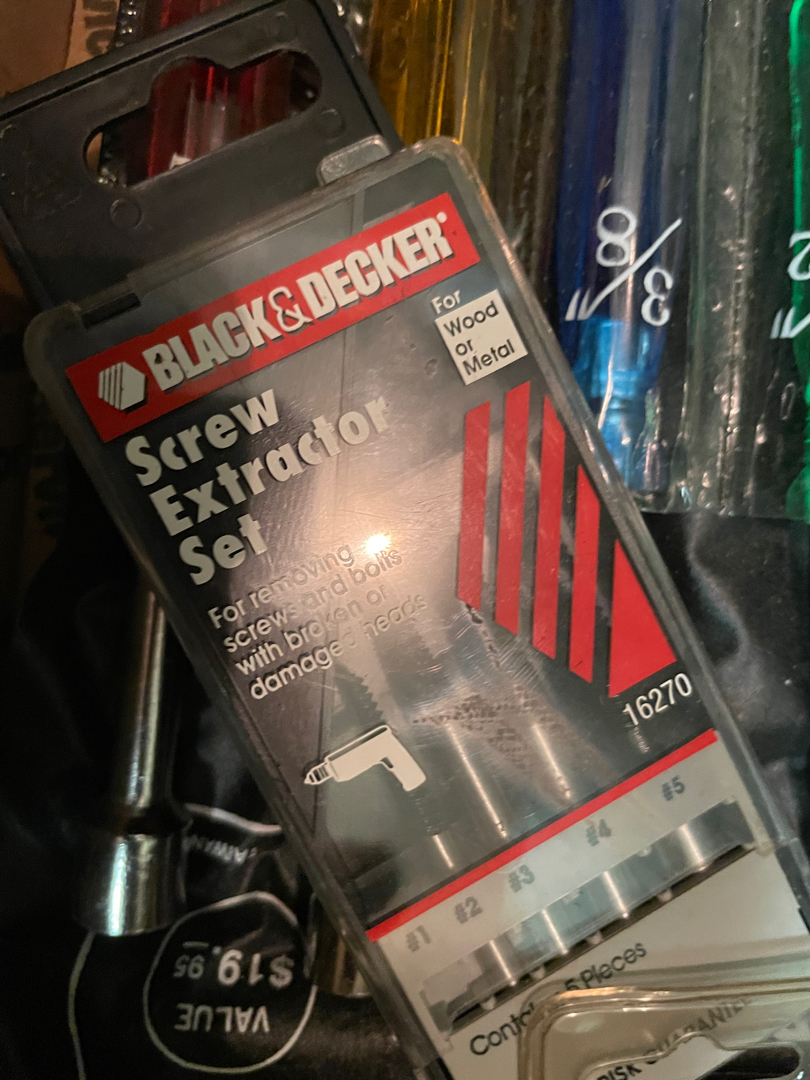 BLACK&DECKER
For
Wood
or
Metal
Screw
Extractor
Set
For removing
screws and bolts
with broken or
damaged heads
16270
#1 #2 #3 #4 #5
5 Pieces
3/8"
TAIWAN
VALUE
$19.95